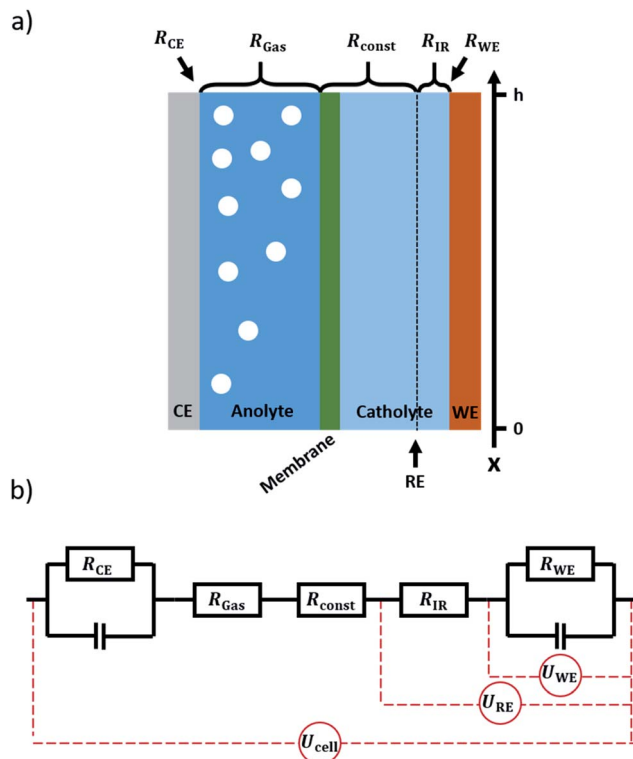 a)
R_CE R_Gas R_const R_IR R_WE
h
CE Anolyte Catholyte WE 0
Membrane
RE
x
b)
R_CE R_WE
R_Gas R_const R_IR
U_WE
U_RE
U_cell